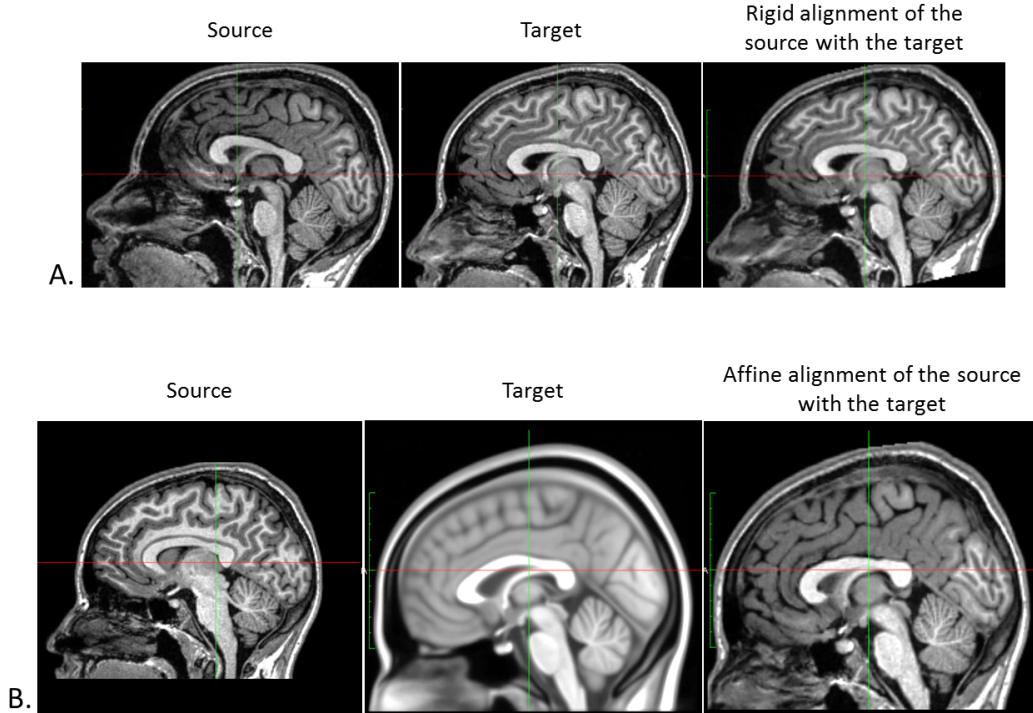 Source
Target
Rigid alignment of the
source with the target
A.
Source
Target
Affine alignment of the source
with the target
B.